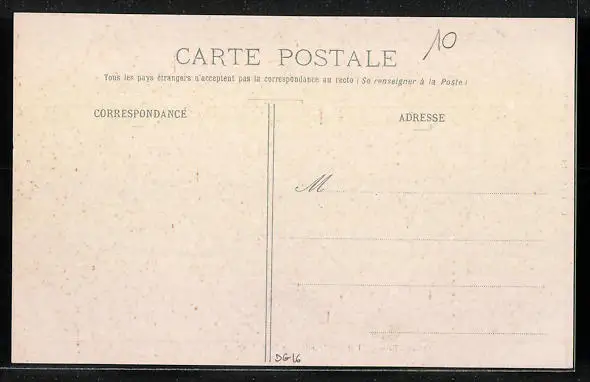 CARTE POSTALE
10
Tous les pays étrangers n'acceptent pas la correspondance au recto (Se renseigner à la Poste)
CORRESPONDANCE
ADRESSE
M
DG16